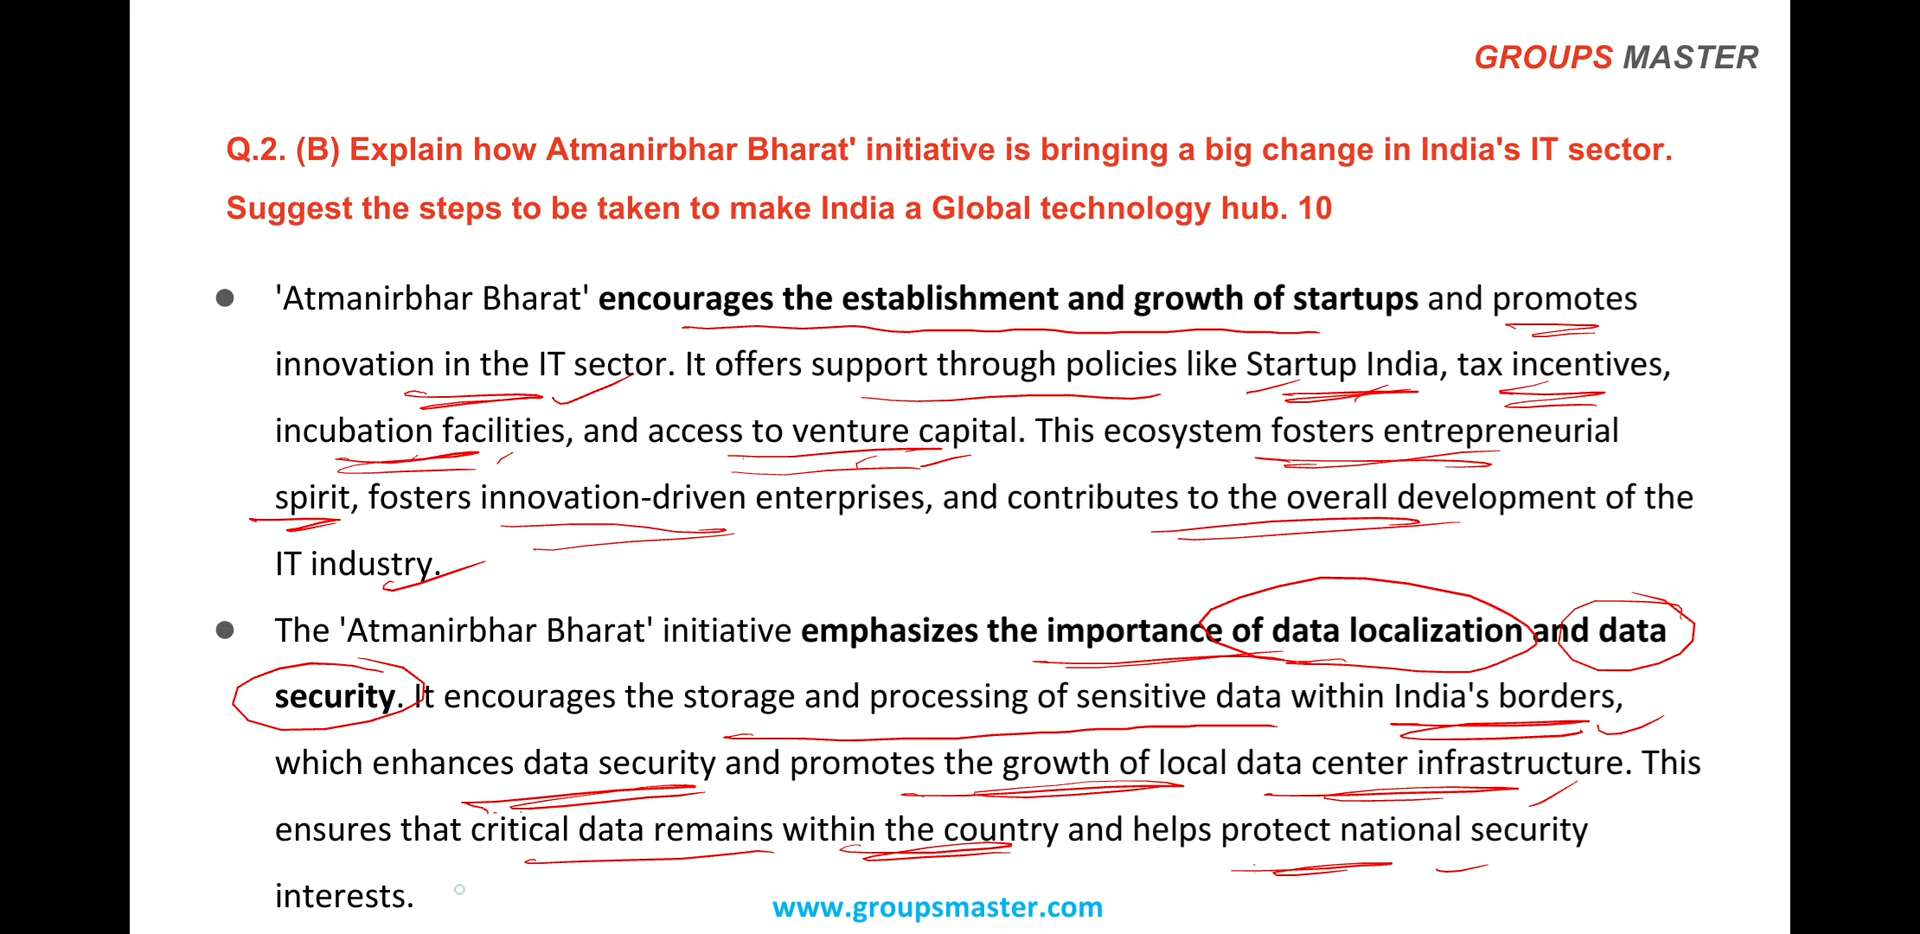 GROUPS MASTER
Q.2. (B) Explain how Atmanirbhar Bharat' initiative is bringing a big change in India's IT sector.
Suggest the steps to be taken to make India a Global technology hub. 10
● 'Atmanirbhar Bharat' encourages the establishment and growth of startups and promotes
innovation in the IT sector. It offers support through policies like Startup India, tax incentives,
incubation facilities, and access to venture capital. This ecosystem fosters entrepreneurial
spirit, fosters innovation-driven enterprises, and contributes to the overall development of the
IT industry.
● The 'Atmanirbhar Bharat' initiative emphasizes the importance of data localization and data
security. It encourages the storage and processing of sensitive data within India's borders,
which enhances data security and promotes the growth of local data center infrastructure. This
ensures that critical data remains within the country and helps protect national security
interests.
www.groupsmaster.com